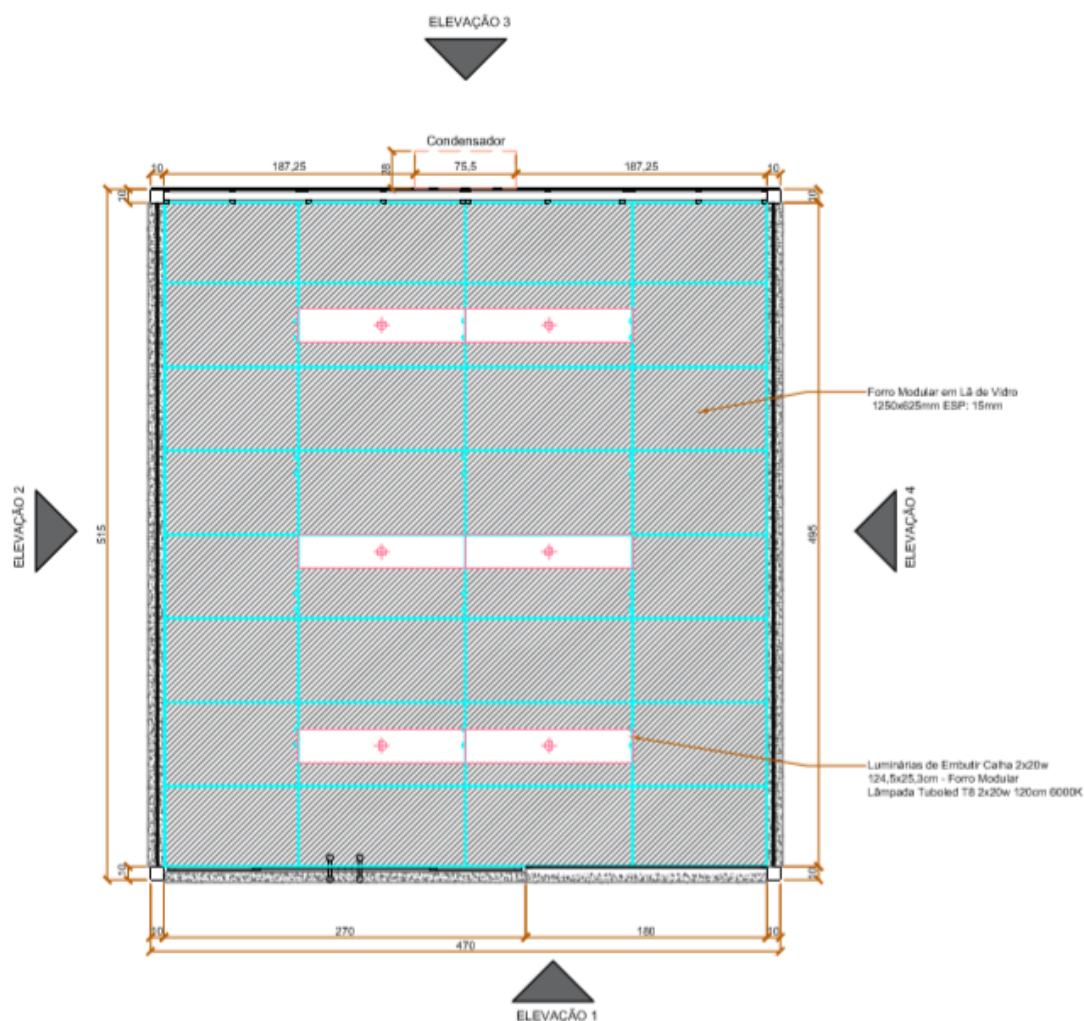 ELEVAÇÃO 3
Condensador
10
187,25
38
75,5
187,25
10
10
10
Forro Modular em Lã de Vidro
1250x625mm ESP: 15mm
ELEVAÇÃO 2
515
495
ELEVAÇÃO 4
Luminárias de Embutir Calha 2x20w
124,5x25,3cm - Forro Modular
Lâmpada Tuboled T8 2x20w 120cm 6000K
10
10
10
270
180
10
470
ELEVAÇÃO 1